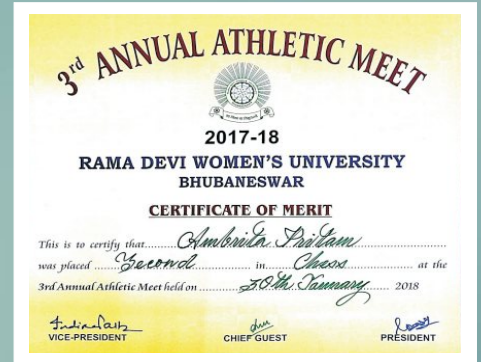 3rd ANNUAL ATHLETIC MEET
2017-18
RAMA DEVI WOMEN'S UNIVERSITY
BHUBANESWAR
CERTIFICATE OF MERIT
This is to certify that Ambrita Pritam
was placed Second in Chess at the
3rd Annual Athletic Meet held on 30th January 2018
VICE-PRESIDENT
CHIEF GUEST
PRESIDENT